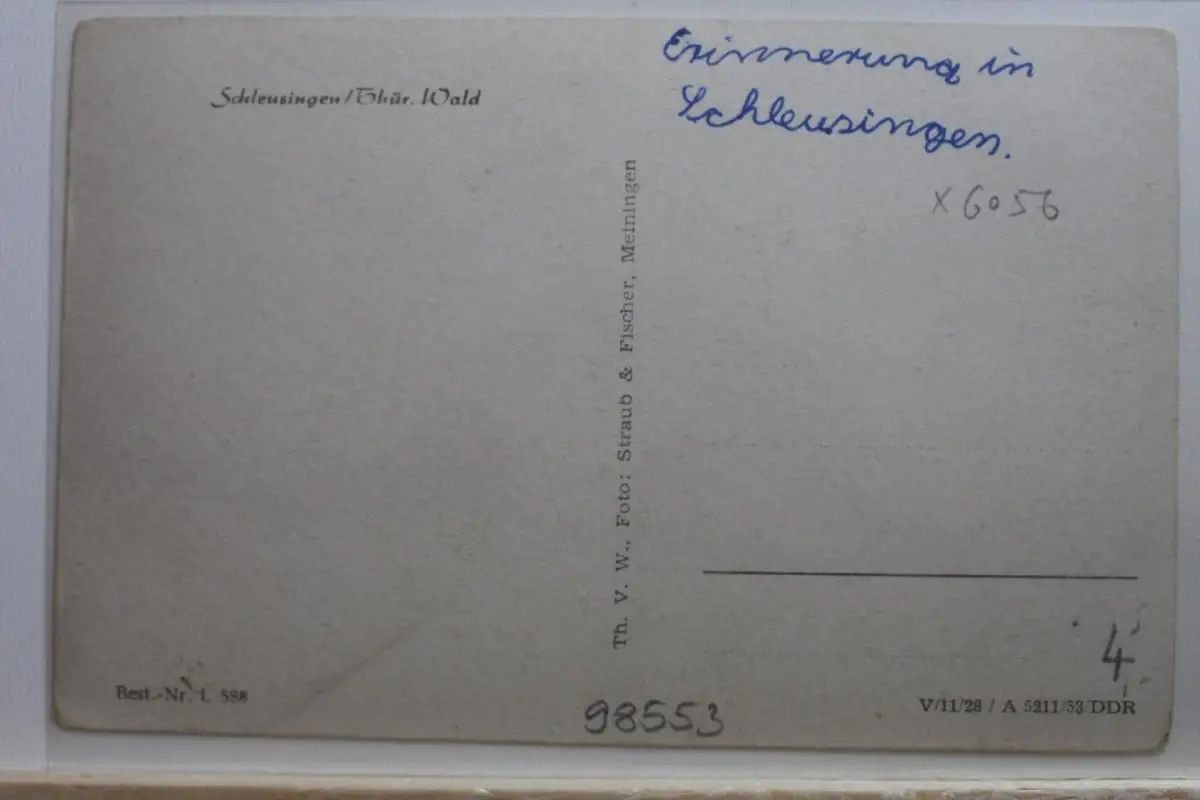 Schleusingen/Thür. Wald
Erinnerung in
Schleusingen.
x 6056
Th. V. W., Foto: Straub & Fischer, Meiningen
4
Best.-Nr. L 588
98553
V/11/28 / A 5211/53/DDR